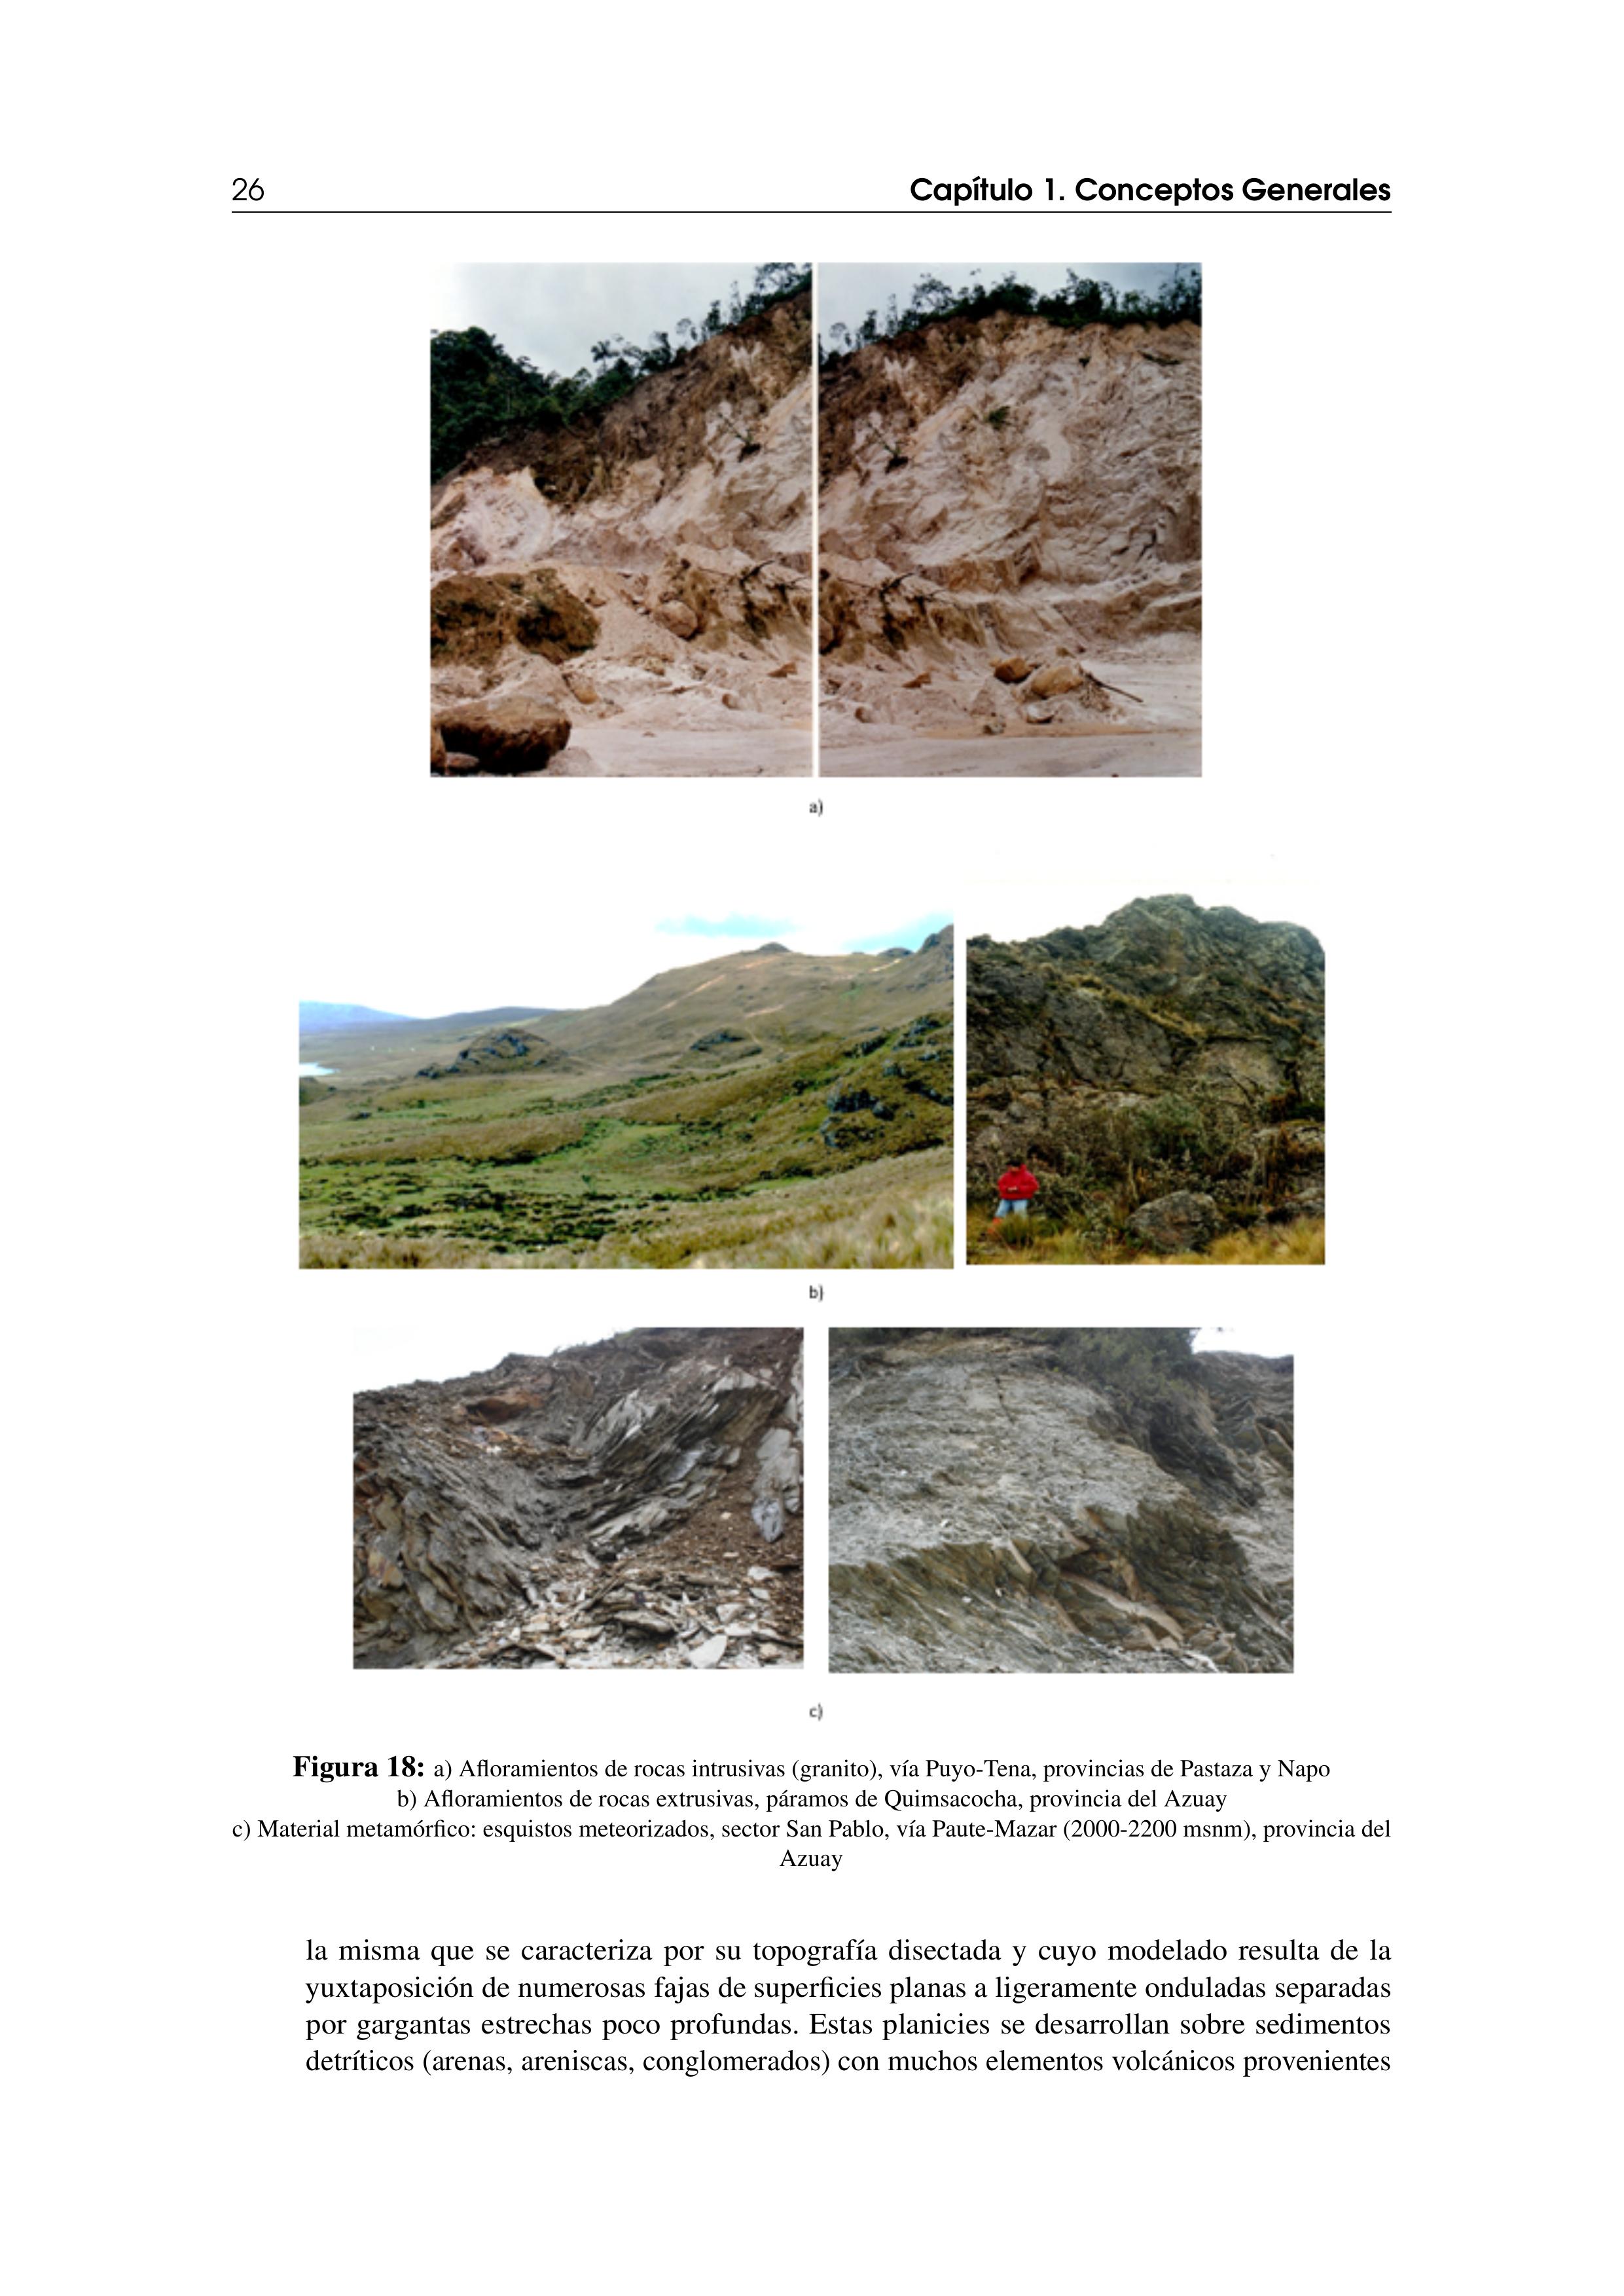 26 Capítulo 1. Conceptos Generales
a)
b)
c)
Figura 18: a) Afloramientos de rocas intrusivas (granito), vía Puyo-Tena, provincias de Pastaza y Napo
b) Afloramientos de rocas extrusivas, páramos de Quimsacocha, provincia del Azuay
c) Material metamórfico: esquistos meteorizados, sector San Pablo, vía Paute-Mazar (2000-2200 msnm), provincia del
Azuay
la misma que se caracteriza por su topografía disectada y cuyo modelado resulta de la
yuxtaposición de numerosas fajas de superficies planas a ligeramente onduladas separadas
por gargantas estrechas poco profundas. Estas planicies se desarrollan sobre sedimentos
detríticos (arenas, areniscas, conglomerados) con muchos elementos volcánicos provenientes